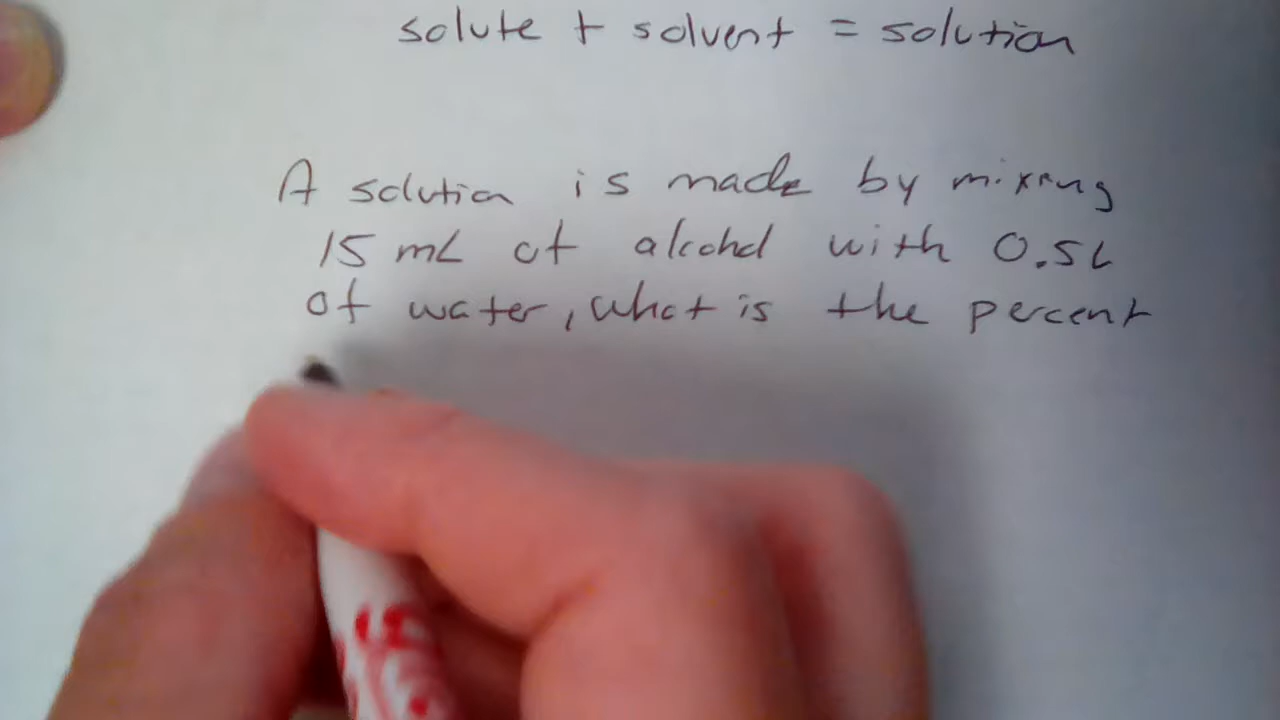 solute + solvent = solution
A solution is made by mixing
15 mL of alcohol with 0.5L
of water, what is the percent